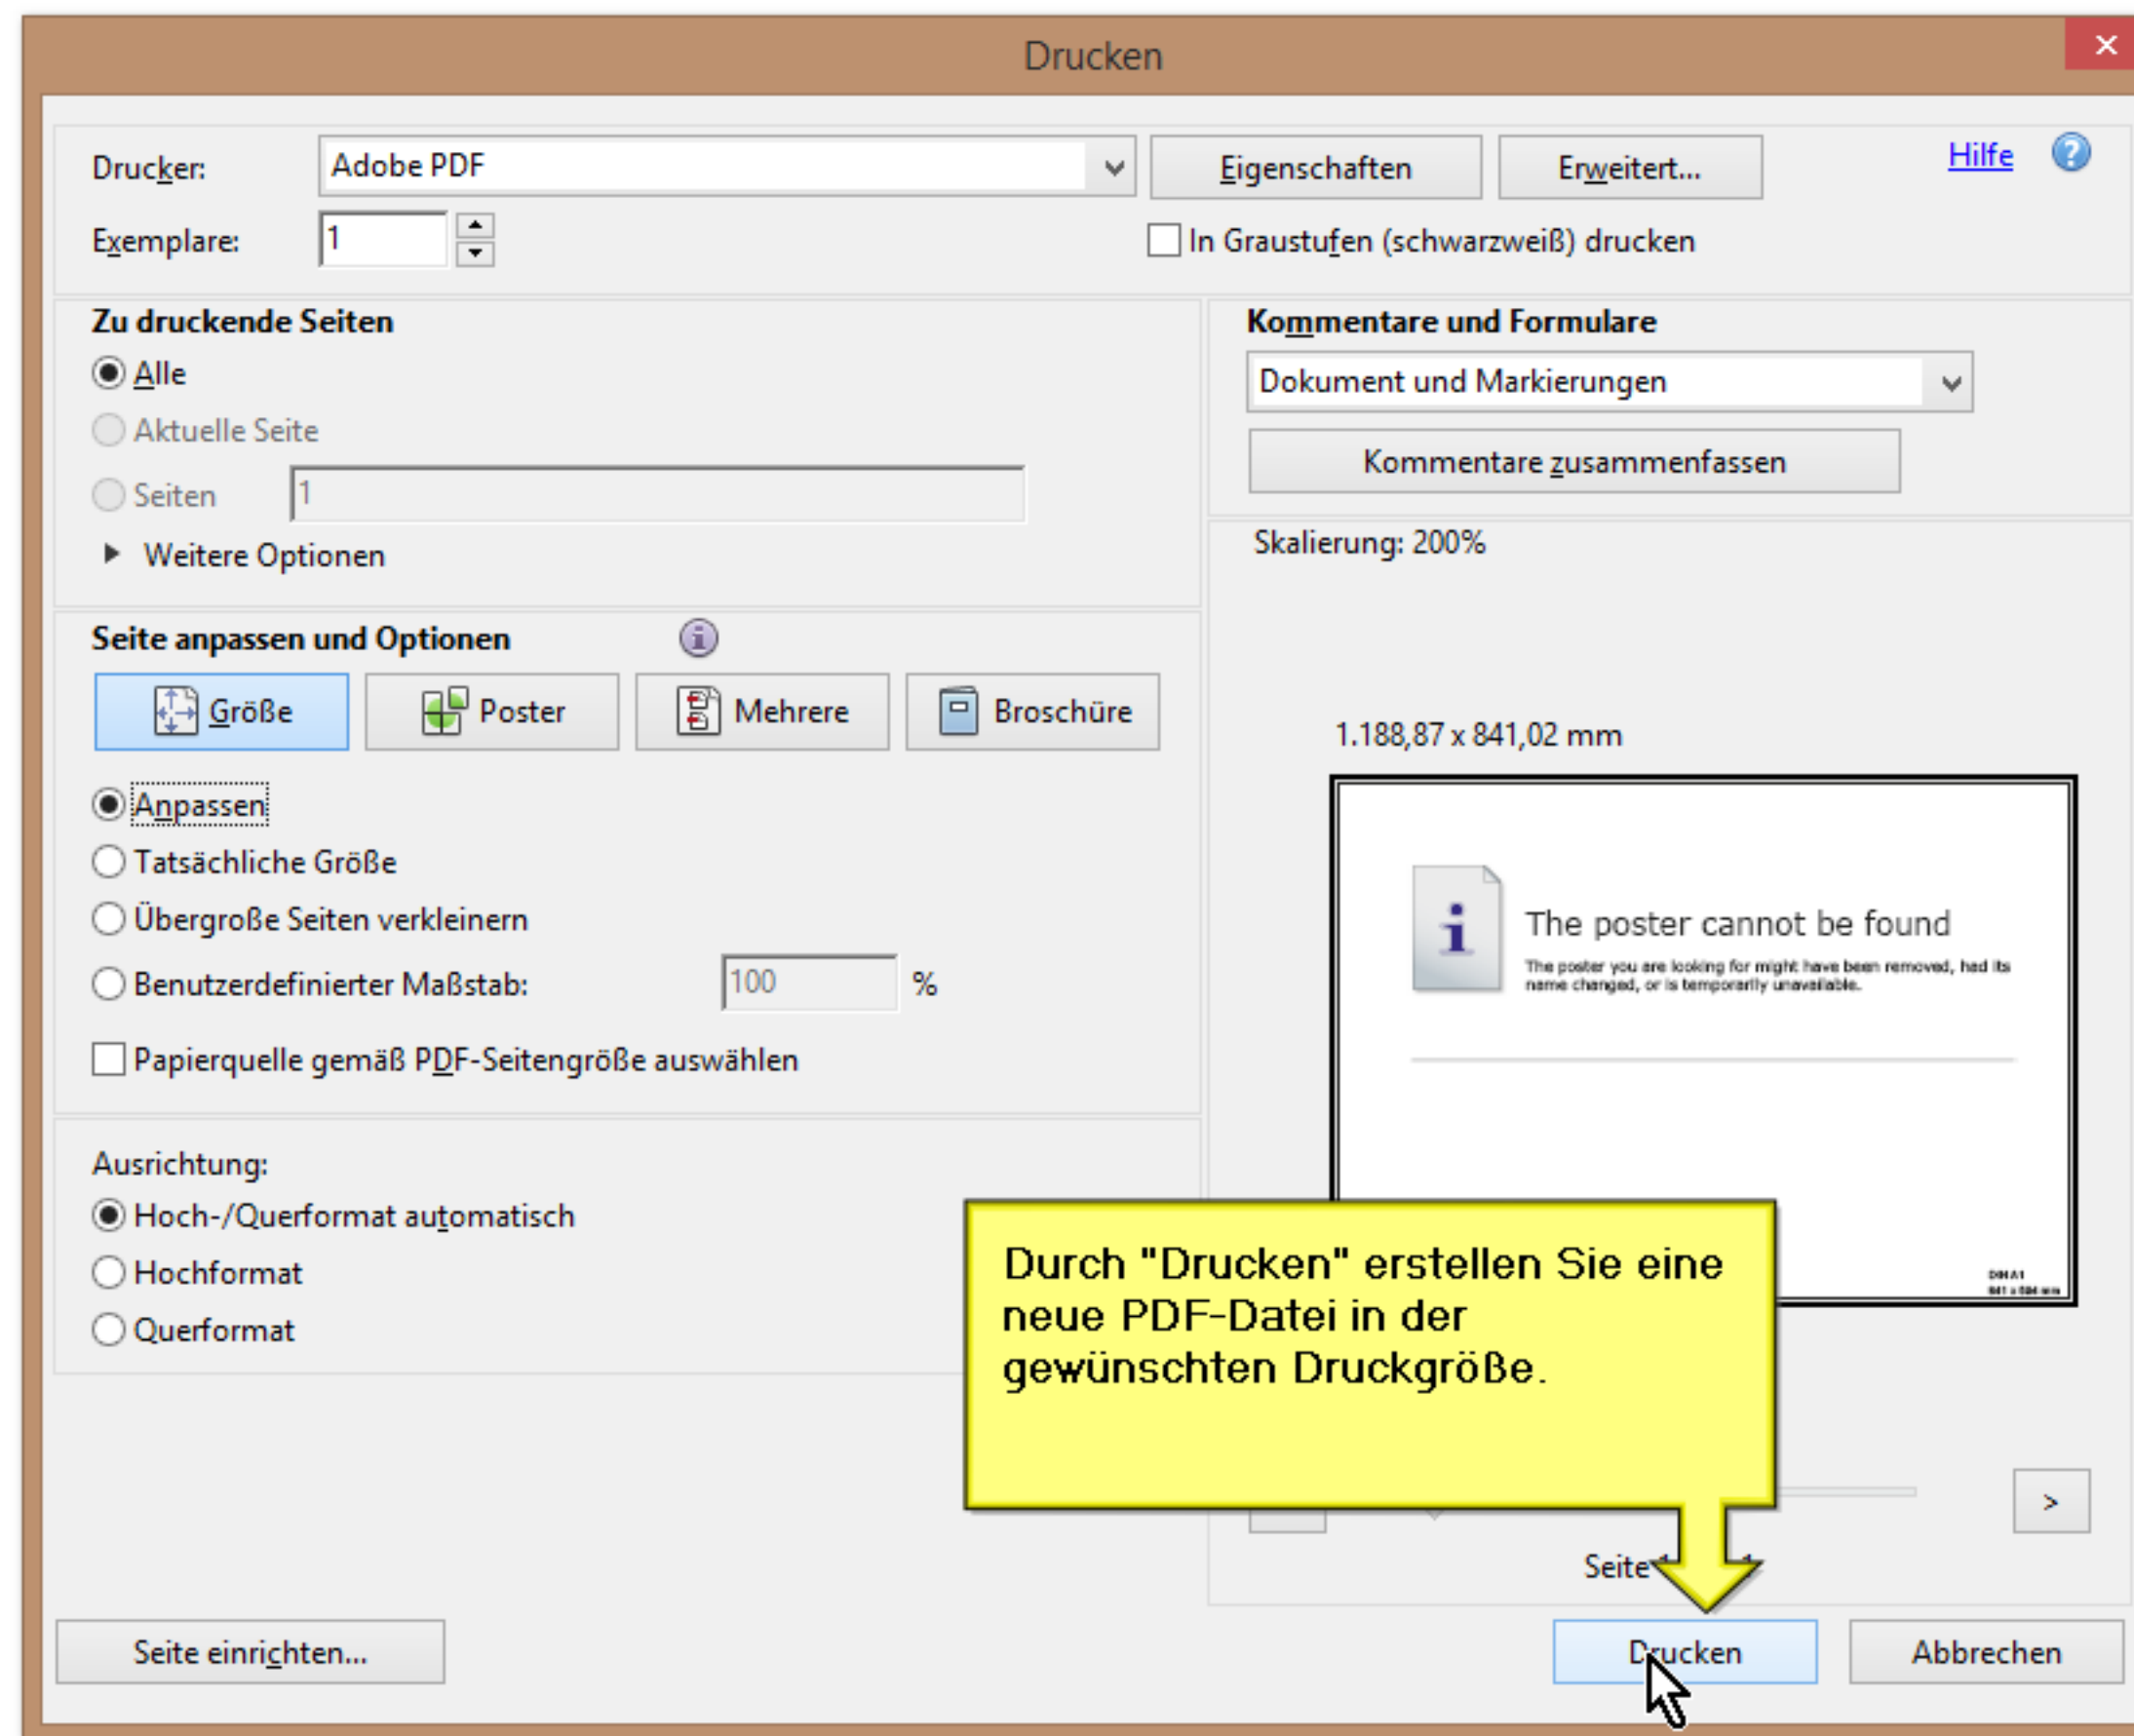 Drucken
Drucker: Adobe PDF Eigenschaften Erweitert... Hilfe
Exemplare: 1 In Graustufen (schwarzweiß) drucken
Zu druckende Seiten
Alle
Aktuelle Seite
Seiten 1
Weitere Optionen
Kommentare und Formulare
Dokument und Markierungen
Kommentare zusammenfassen
Seite anpassen und Optionen
Größe Poster Mehrere Broschüre
Anpassen
Tatsächliche Größe
Übergroße Seiten verkleinern
Benutzerdefinierter Maßstab: 100 %
Papierquelle gemäß PDF-Seitengröße auswählen
Ausrichtung:
Hoch-/Querformat automatisch
Hochformat
Querformat
Skalierung: 200%
1.188,87 x 841,02 mm
The poster cannot be found
The poster you are looking for might have been removed, had its
name changed, or is temporarily unavailable.
DIN A1
841 x 594 mm
Durch "Drucken" erstellen Sie eine
neue PDF-Datei in der
gewünschten Druckgröße.
>
Seite
Seite einrichten... Drucken Abbrechen